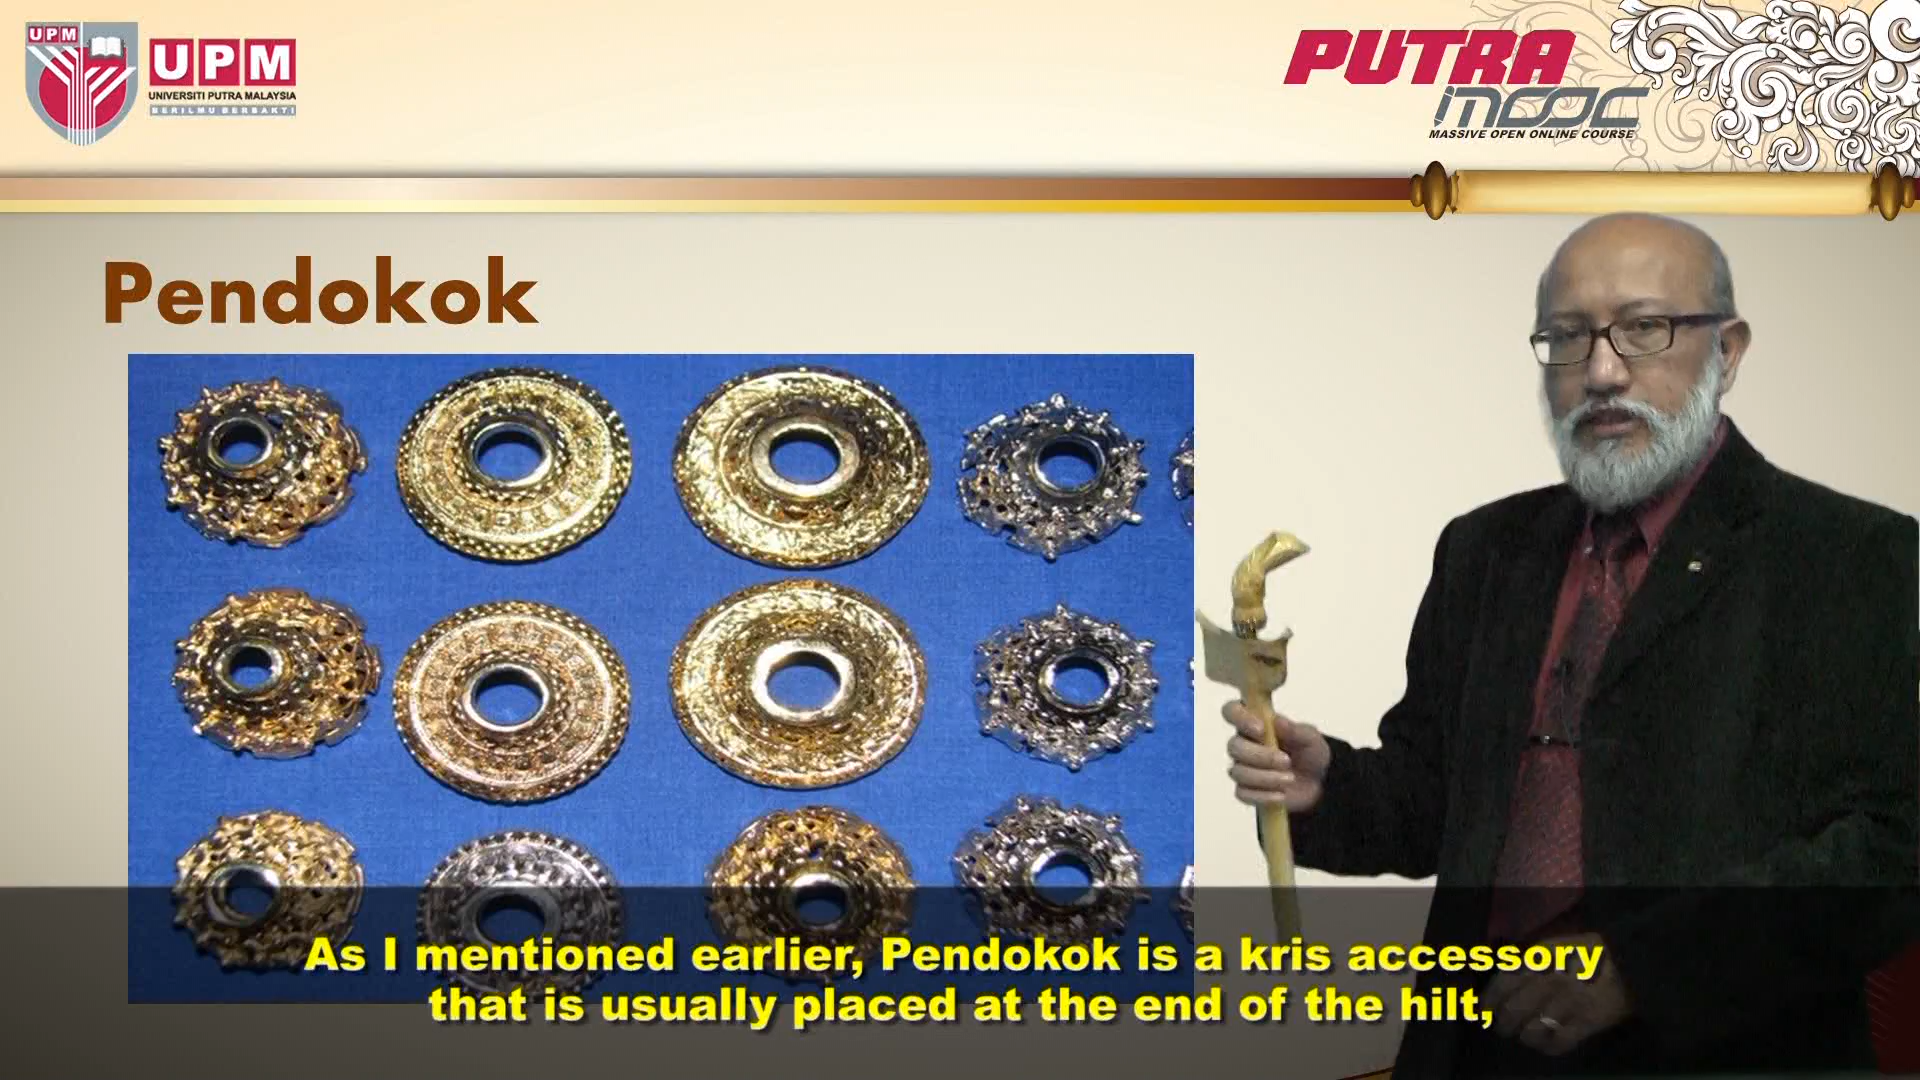 UPM
UPM
UNIVERSITI PUTRA MALAYSIA
BERILMU BERBAKTI
PUTRA
mooc
MASSIVE OPEN ONLINE COURSE
Pendokok
As I mentioned earlier, Pendokok is a kris accessory
that is usually placed at the end of the hilt,